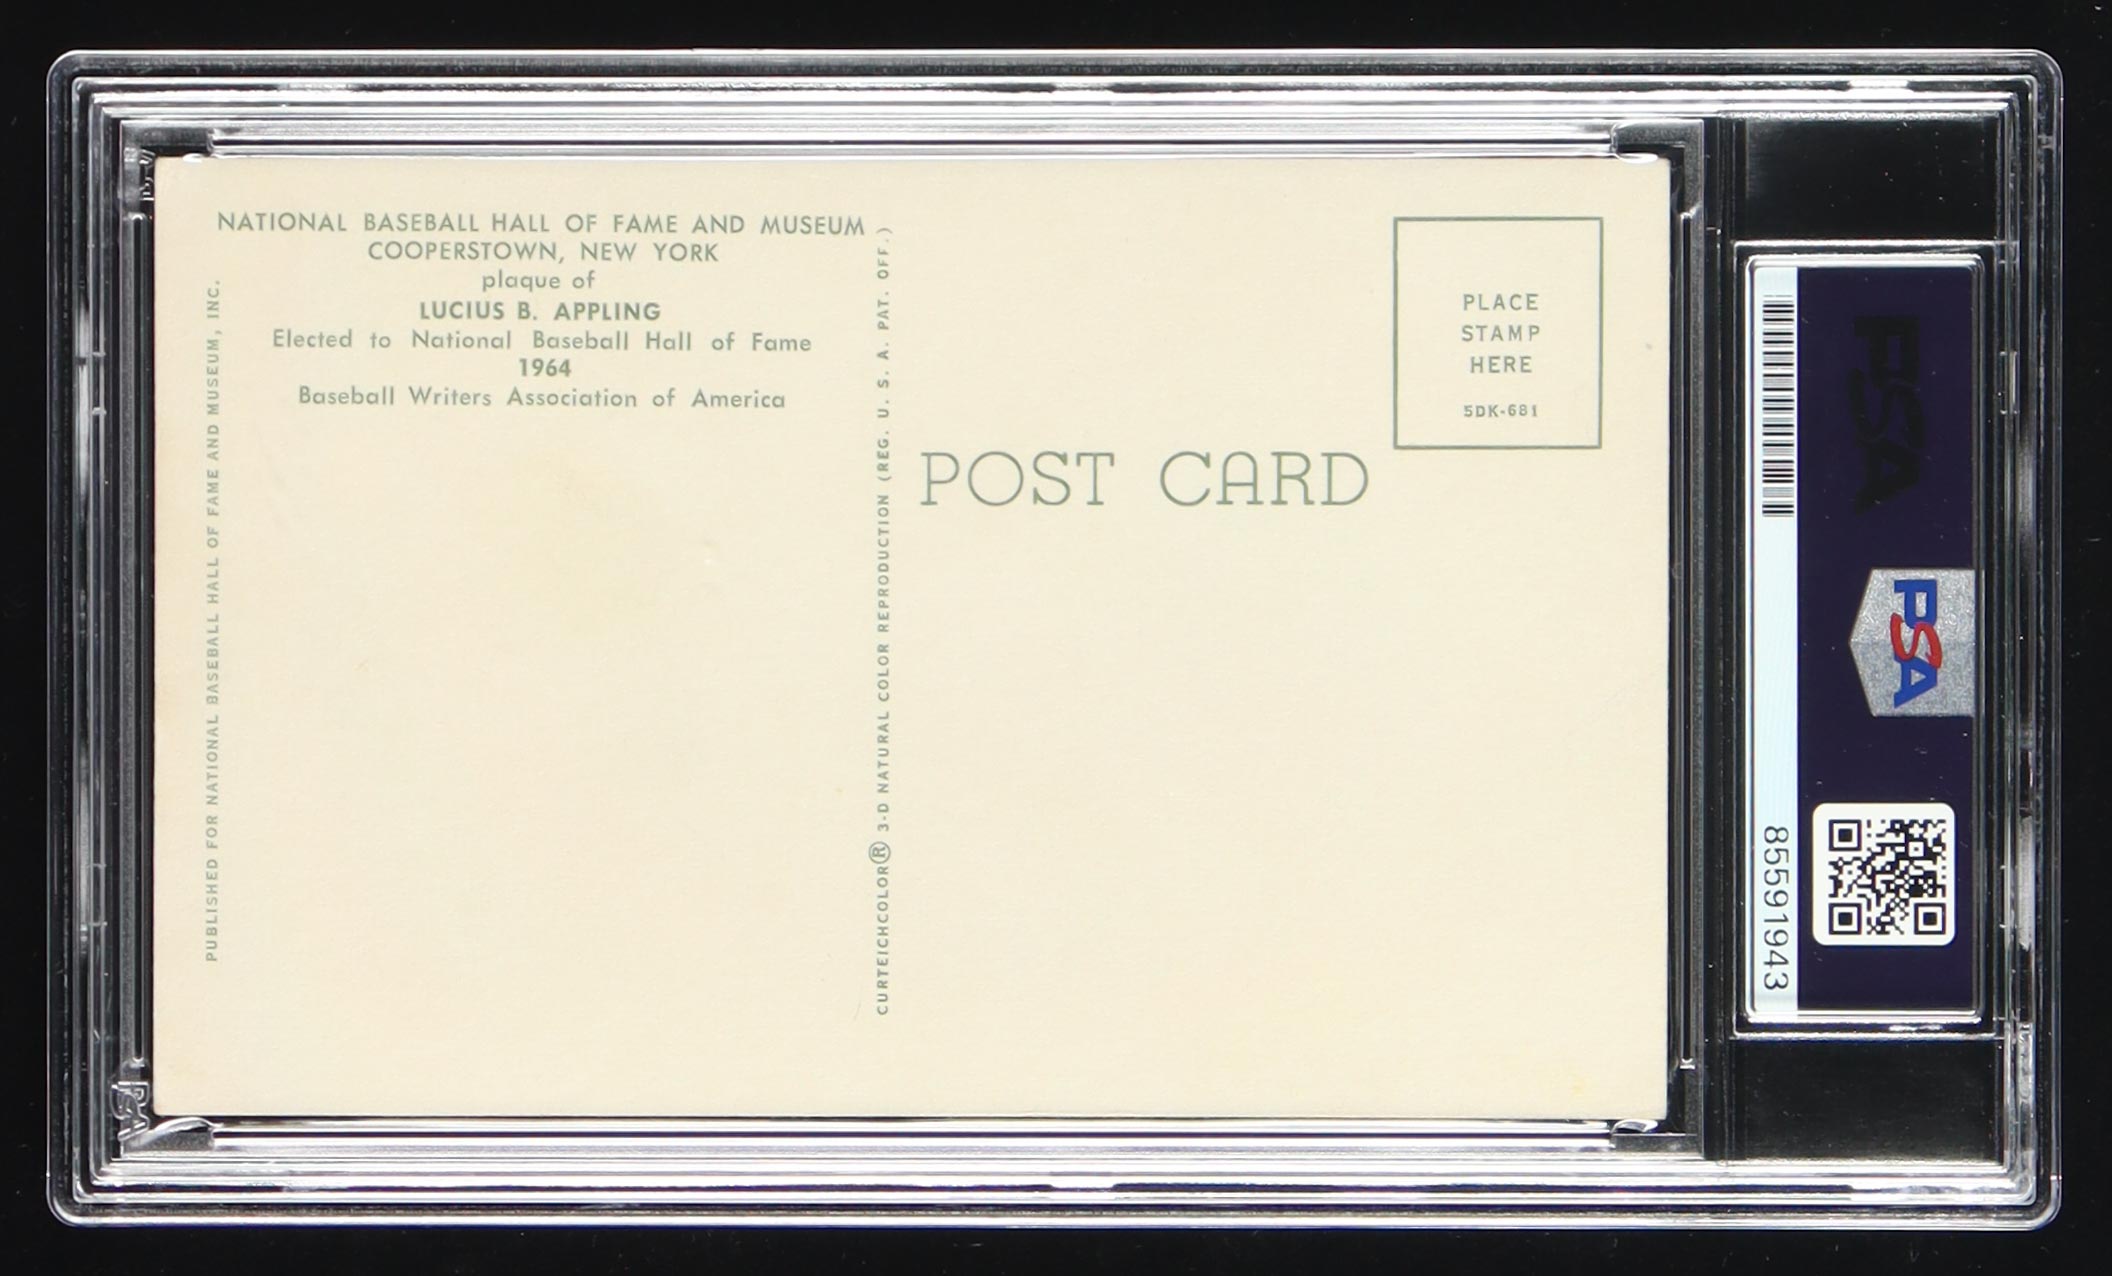 NATIONAL BASEBALL HALL OF FAME AND MUSEUM
COOPERSTOWN, NEW YORK
plaque of
LUCIUS B. APPLING
Elected to National Baseball Hall of Fame
1964
Baseball Writers Association of America
PUBLISHED FOR NATIONAL BASEBALL HALL OF FAME AND MUSEUM, INC.
CURTEICHCOLOR® 3-D NATURAL COLOR REPRODUCTION (REG. U. S. A. PAT. OFF.)
POST CARD
PLACE
STAMP
HERE
5DK-681
PSA
PSA
85591943
PSA